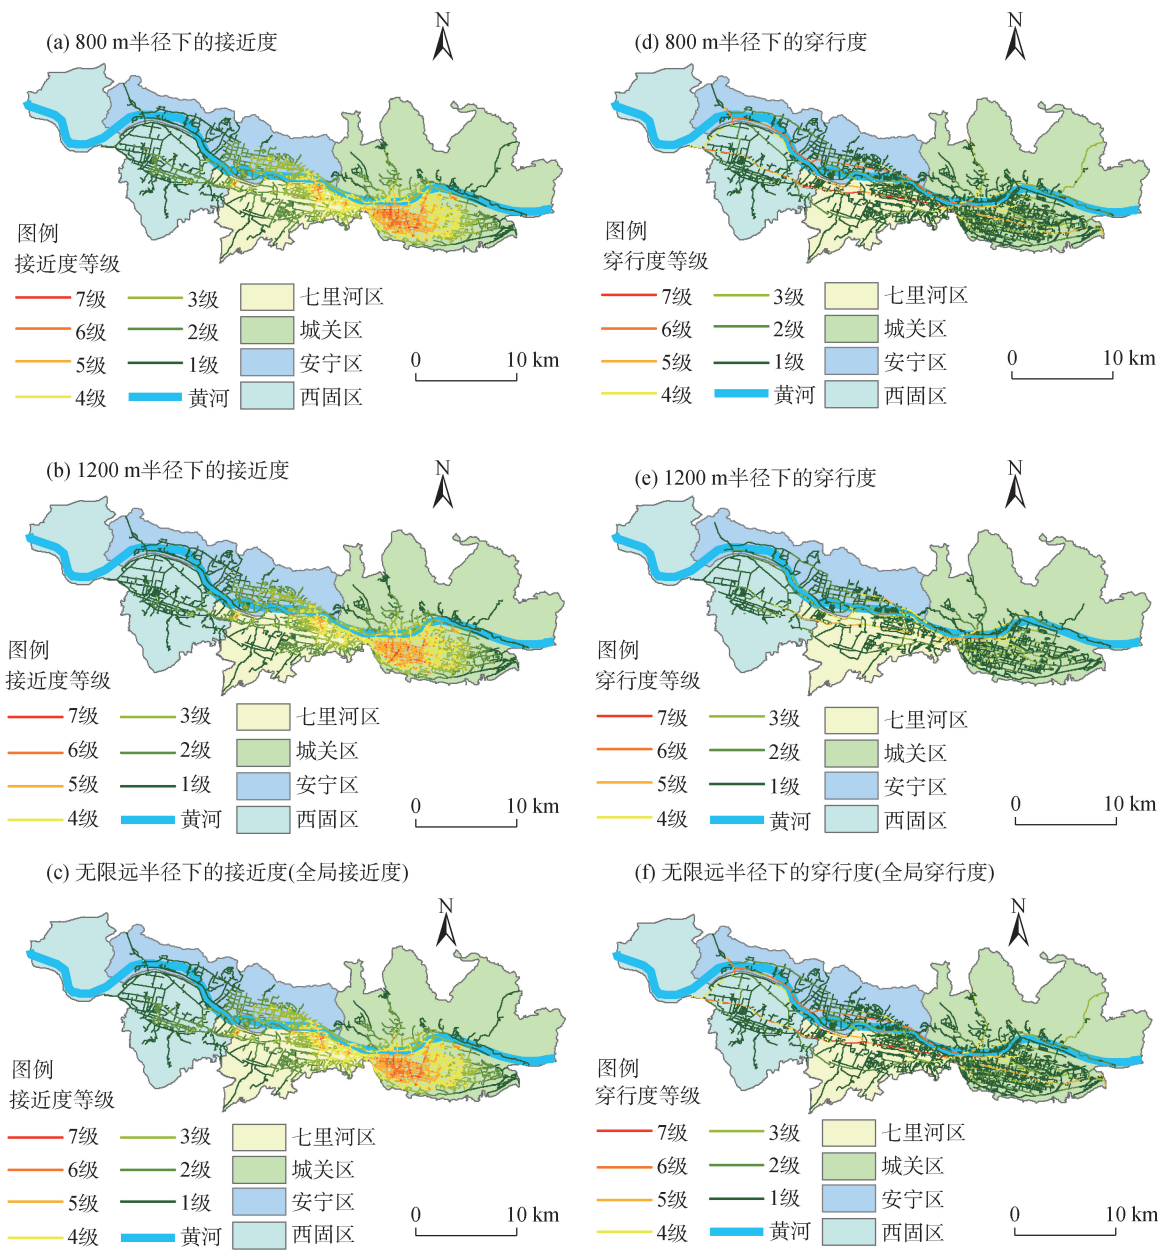 (a) 800 m半径下的接近度
N
图例
接近度等级
7级
3级
七里河区
6级
2级
城关区
5级
1级
安宁区
4级
黄河
西固区
0
10 km
(d) 800 m半径下的穿行度
N
图例
穿行度等级
7级
3级
七里河区
6级
2级
城关区
5级
1级
安宁区
4级
黄河
西固区
0
10 km
(b) 1200 m半径下的接近度
N
图例
接近度等级
7级
3级
七里河区
6级
2级
城关区
5级
1级
安宁区
4级
黄河
西固区
0
10 km
(e) 1200 m半径下的穿行度
N
图例
穿行度等级
7级
3级
七里河区
6级
2级
城关区
5级
1级
安宁区
4级
黄河
西固区
0
10 km
(c) 无限远半径下的接近度(全局接近度)
N
图例
接近度等级
7级
3级
七里河区
6级
2级
城关区
5级
1级
安宁区
4级
黄河
西固区
0
10 km
(f) 无限远半径下的穿行度(全局穿行度)
N
图例
穿行度等级
7级
3级
七里河区
6级
2级
城关区
5级
1级
安宁区
4级
黄河
西固区
0
10 km